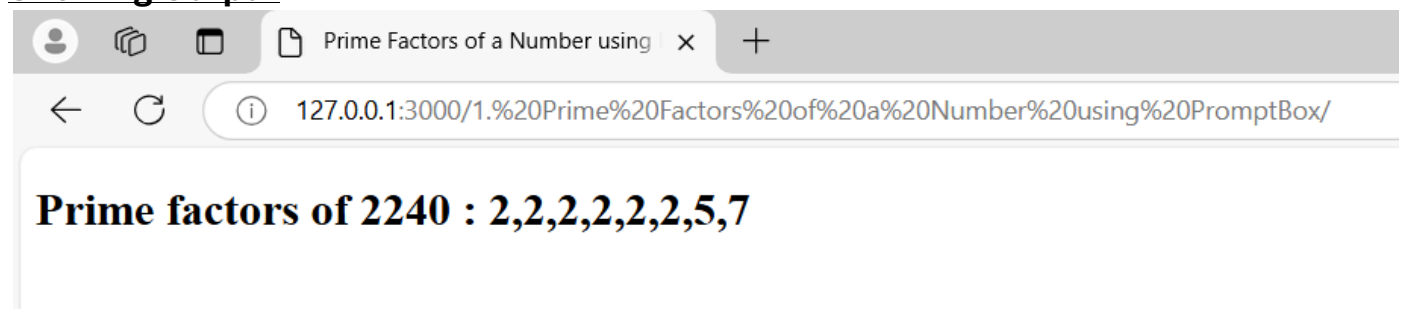 Prime Factors of a Number using
127.0.0.1:3000/1.%20Prime%20Factors%20of%20a%20Number%20using%20PromptBox/
Prime factors of 2240 : 2,2,2,2,2,2,5,7